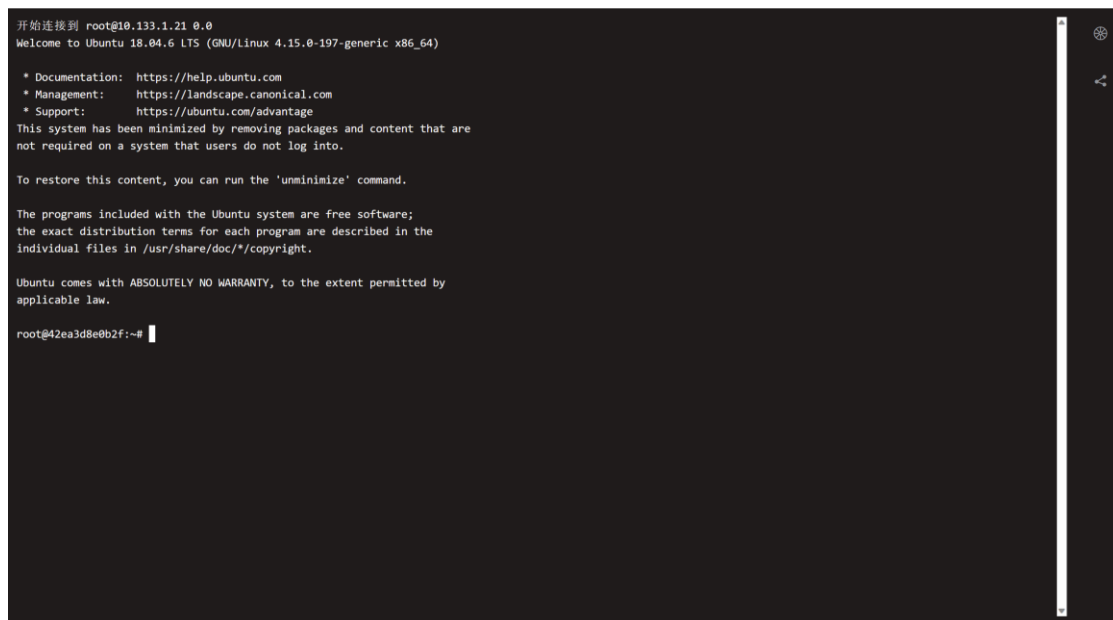 开始连接到 root@10.133.1.21 0.0
Welcome to Ubuntu 18.04.6 LTS (GNU/Linux 4.15.0-197-generic x86_64)
* Documentation:  https://help.ubuntu.com
* Management:     https://landscape.canonical.com
* Support:        https://ubuntu.com/advantage
This system has been minimized by removing packages and content that are
not required on a system that users do not log into.
To restore this content, you can run the 'unminimize' command.
The programs included with the Ubuntu system are free software;
the exact distribution terms for each program are described in the
individual files in /usr/share/doc/*/copyright.
Ubuntu comes with ABSOLUTELY NO WARRANTY, to the extent permitted by
applicable law.
root@42ea3d8e0b2f:~#